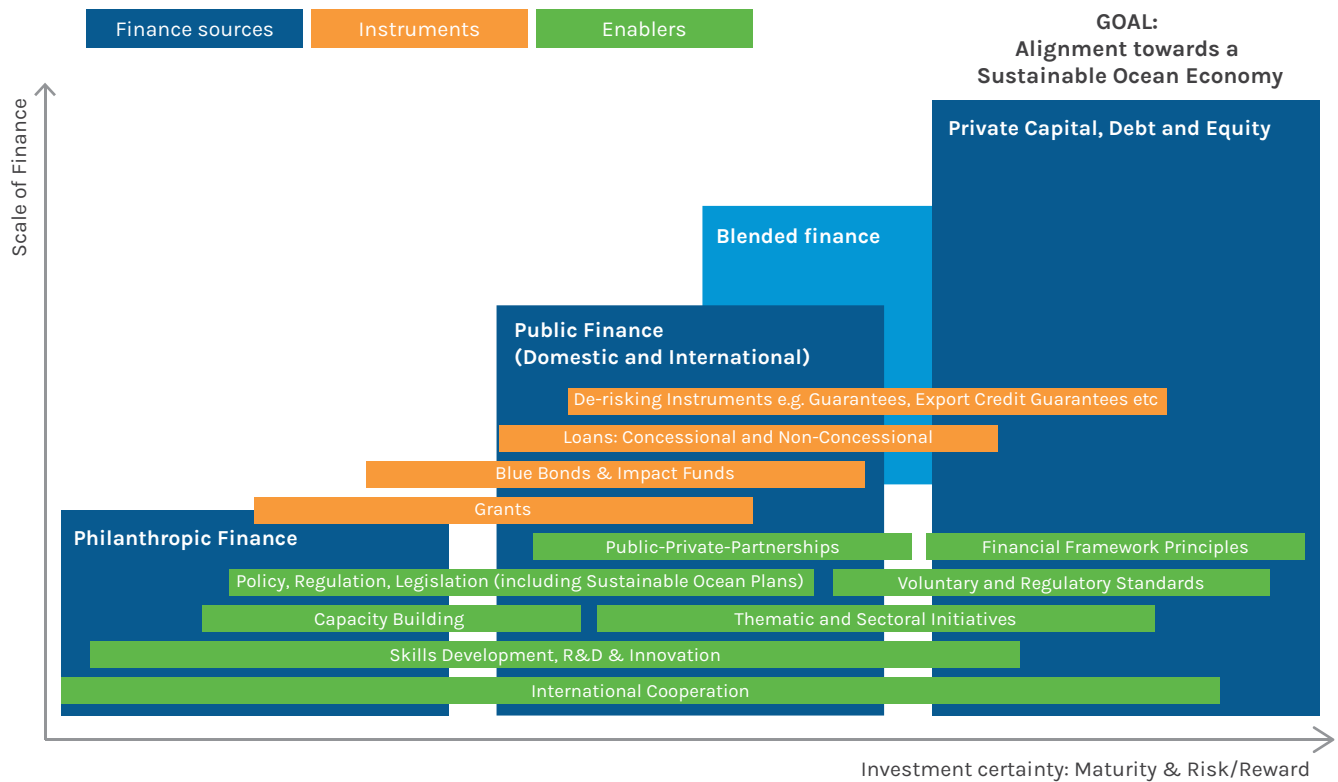 Finance sources
Instruments
Enablers
GOAL:
Alignment towards a
Sustainable Ocean Economy
Scale of Finance
Private Capital, Debt and Equity
Blended finance
Public Finance
(Domestic and International)
De-risking Instruments e.g. Guarantees, Export Credit Guarantees etc
Loans: Concessional and Non-Concessional
Blue Bonds & Impact Funds
Grants
Philanthropic Finance
Public-Private-Partnerships
Financial Framework Principles
Policy, Regulation, Legislation (including Sustainable Ocean Plans)
Voluntary and Regulatory Standards
Capacity Building
Thematic and Sectoral Initiatives
Skills Development, R&D & Innovation
International Cooperation
Investment certainty: Maturity & Risk/Reward